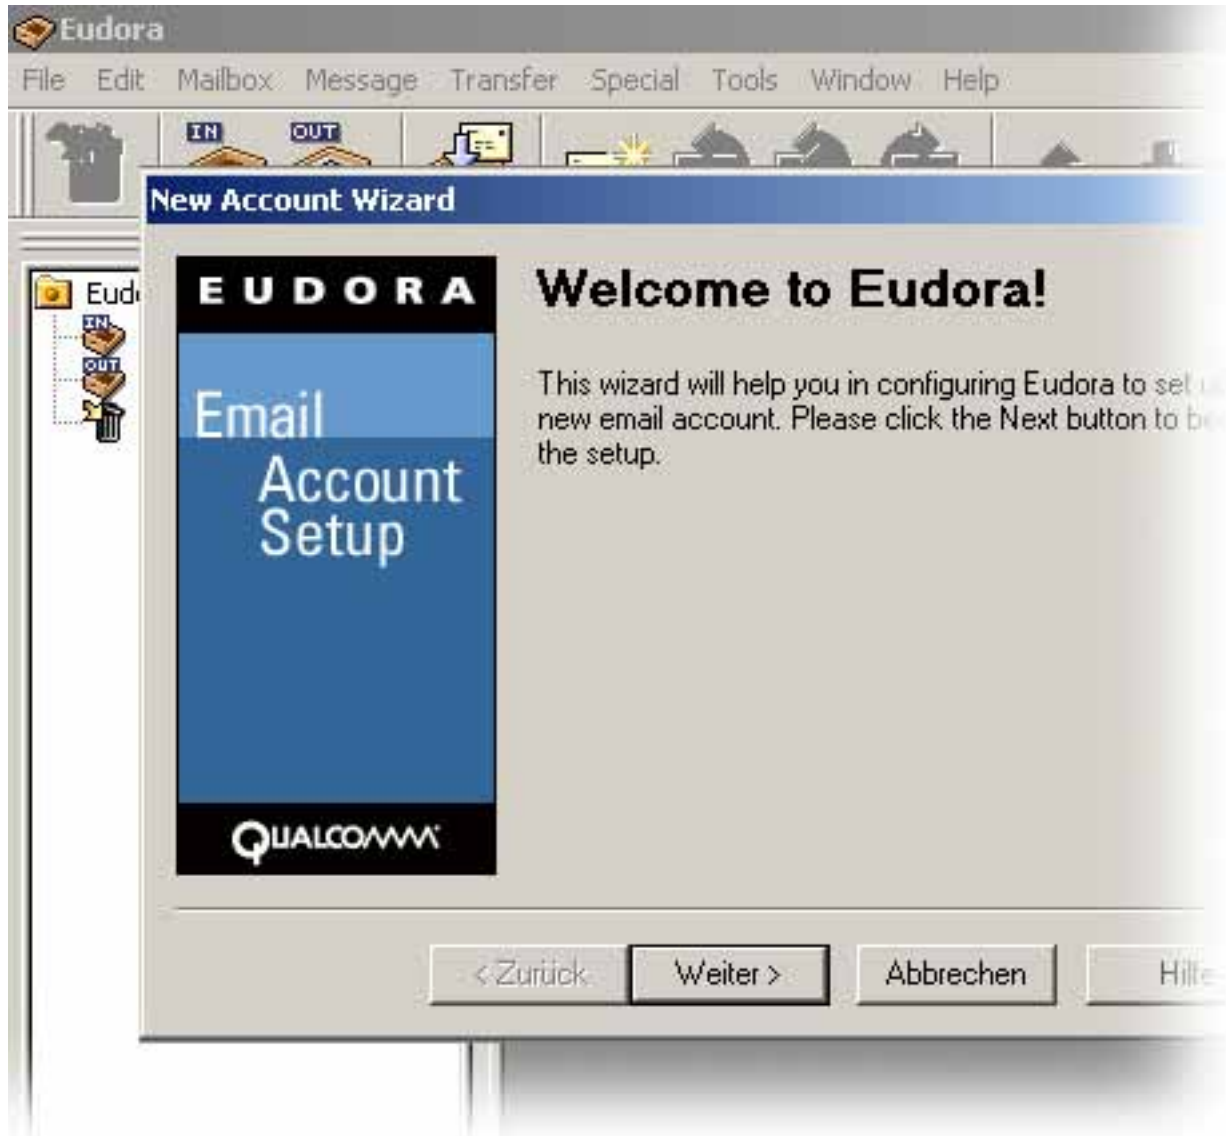 Eudora
File Edit Mailbox Message Transfer Special Tools Window Help
IN OUT
New Account Wizard
Eud
IN
OUT
EUDORA
Email
Account
Setup
QUALCOMM
Welcome to Eudora!
This wizard will help you in configuring Eudora to set
new email account. Please click the Next button to
the setup.
< Zurück Weiter > Abbrechen Hilfe